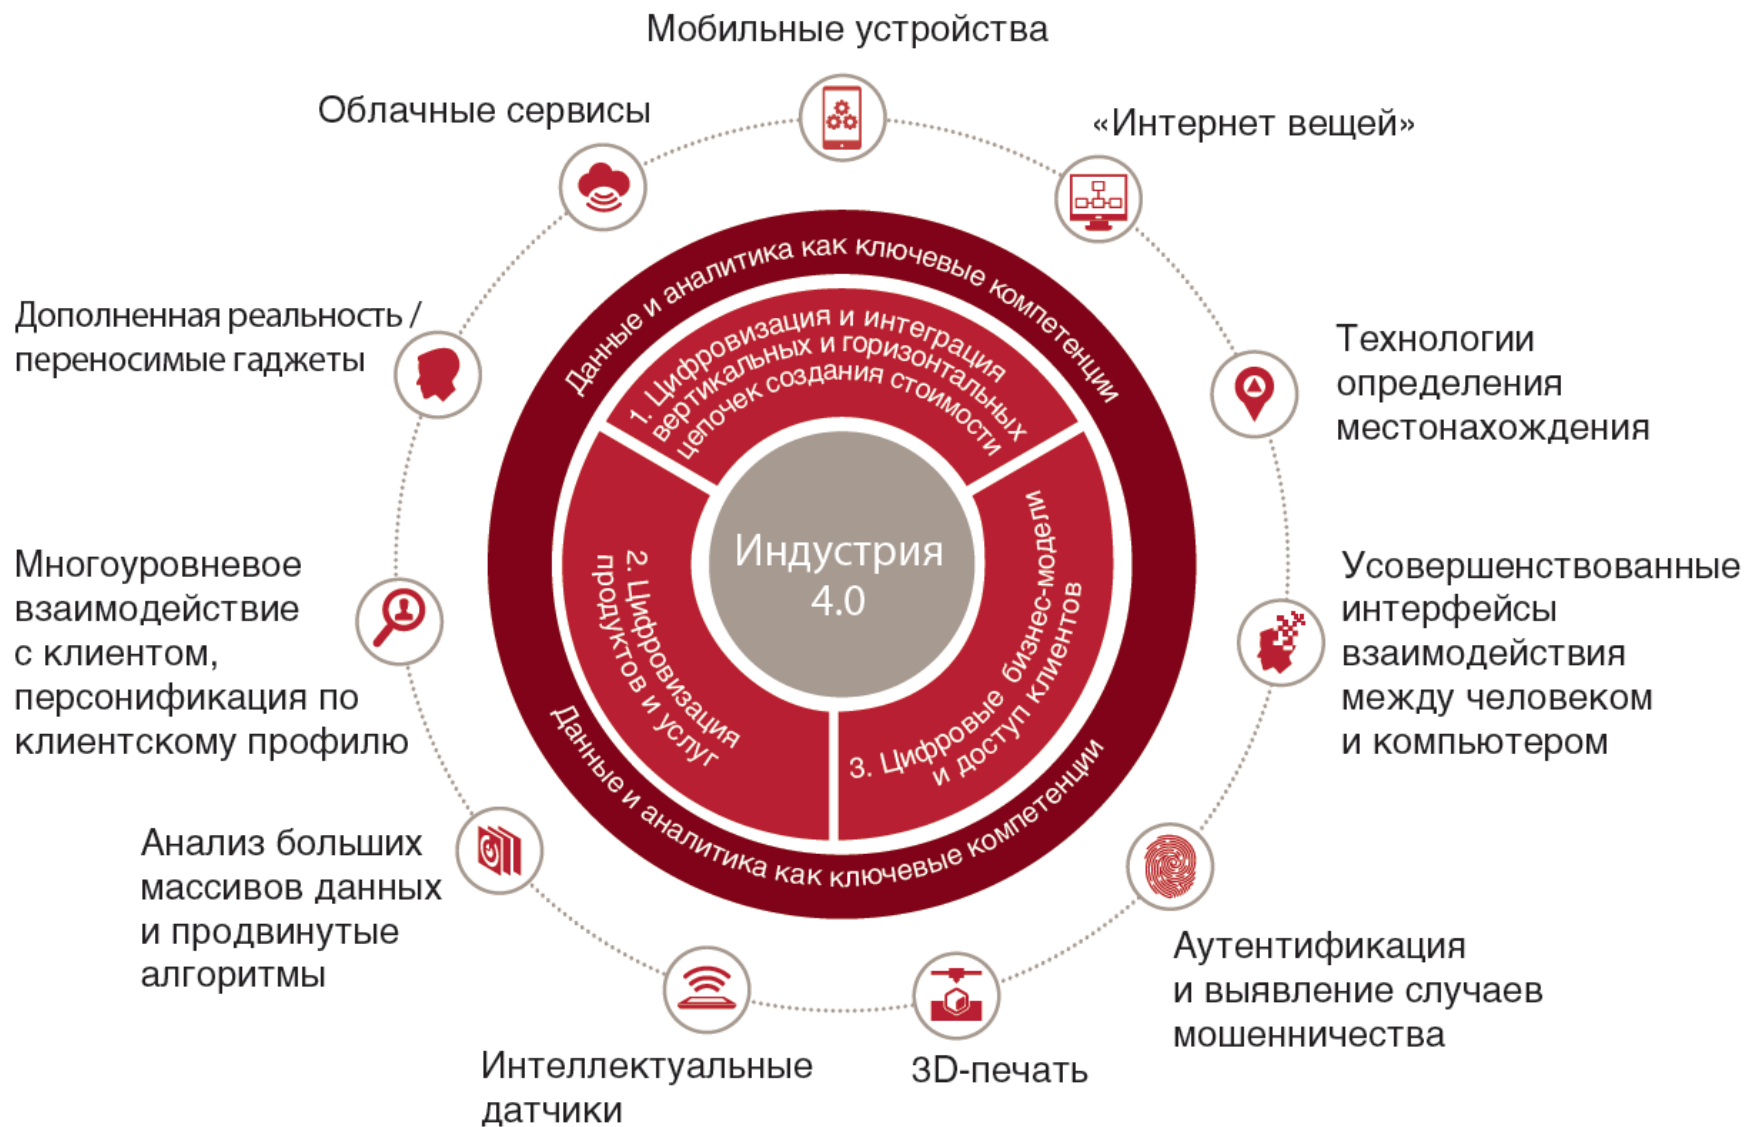 Мобильные устройства
Облачные сервисы
«Интернет вещей»
Дополненная реальность /
переносимые гаджеты
Технологии
определения
местонахождения
Многоуровневое
взаимодействие
с клиентом,
персонификация по
клиентскому профилю
Усовершенствованные
интерфейсы
взаимодействия
между человеком
и компьютером
Анализ больших
массивов данных
и продвинутые
алгоритмы
Аутентификация
и выявление случаев
мошенничества
Интеллектуальные
датчики
3D-печать
Данные и аналитика как ключевые компетенции
1. Цифровизация и интеграция
вертикальных и горизонтальных
цепочек создания стоимости
2. Цифровизация
продуктов и услуг
3. Цифровые бизнес-модели
и доступ клиентов
Индустрия
4.0
Данные и аналитика как ключевые компетенции